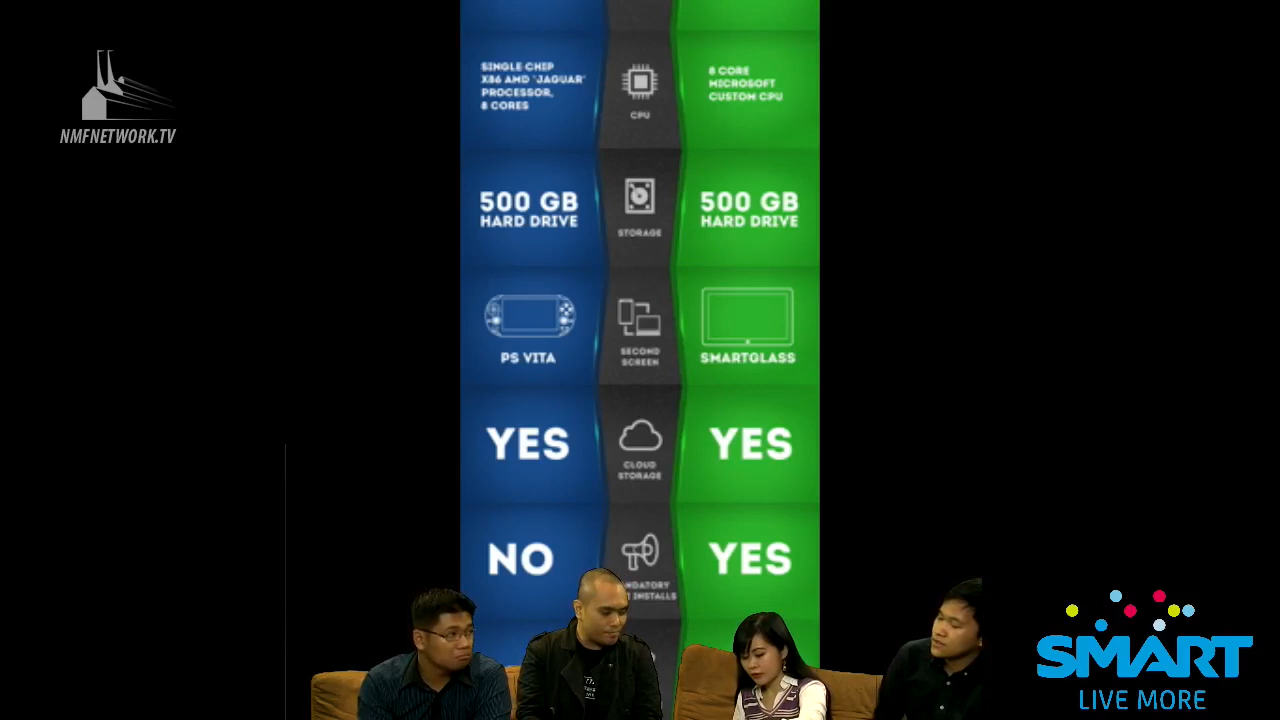 NMFNETWORK.TV
SINGLE CHIP
X86 AMD "JAGUAR"
PROCESSOR,
8 CORES
CPU
8 CORE
MICROSOFT
CUSTOM CPU
500 GB
HARD DRIVE
STORAGE
500 GB
HARD DRIVE
PS VITA
SECOND
SCREEN
SMARTGLASS
YES
CLOUD
STORAGE
YES
NO
INSTALLS
YES
SMART
LIVE MORE